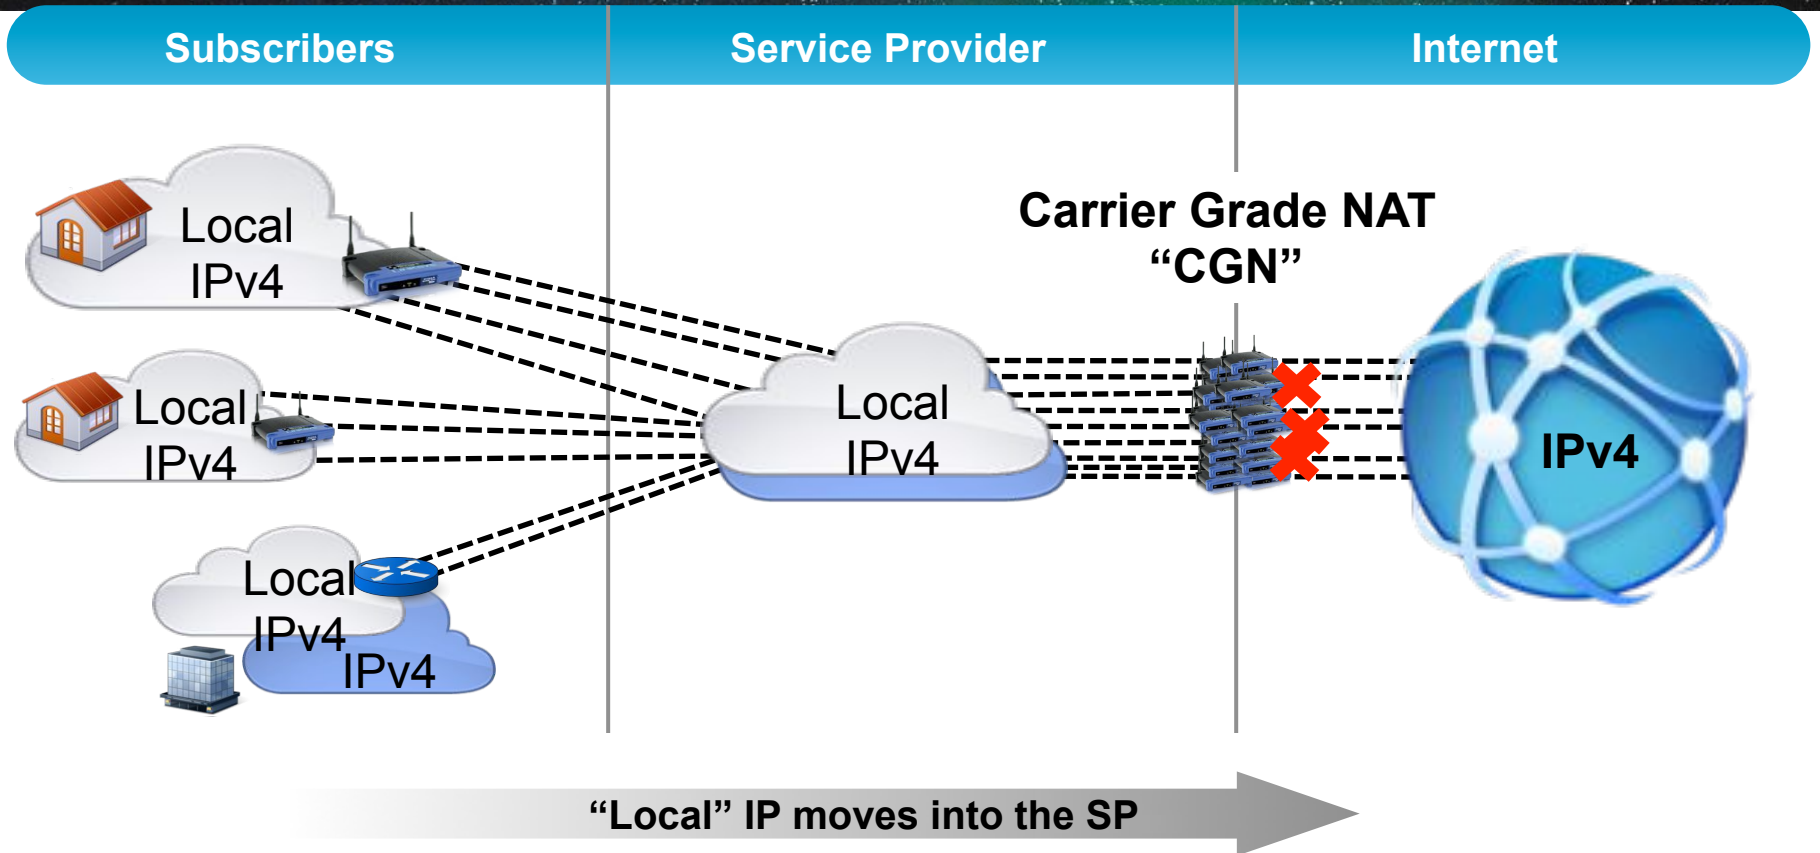 Subscribers
Service Provider
Internet
Carrier Grade NAT
“CGN”
Local
IPv4
Local
IPv4
Local
IPv4
IPv4
Local
IPv4
IPv4
“Local” IP moves into the SP